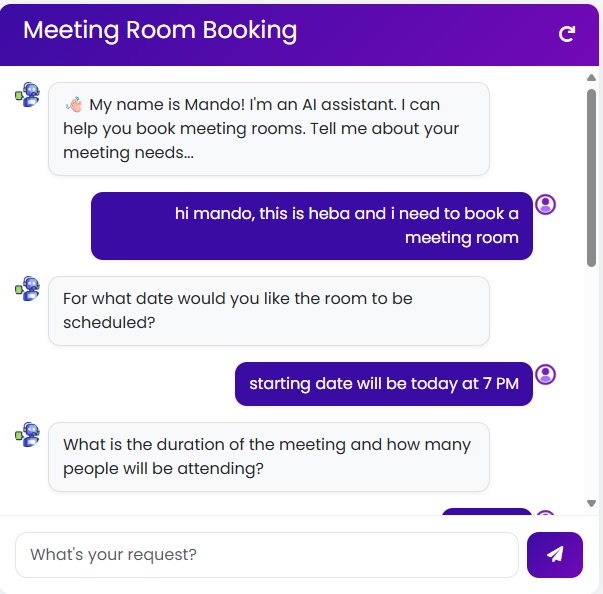 Meeting Room Booking
👋🏻 My name is Mando! I'm an AI assistant. I can
help you book meeting rooms. Tell me about your
meeting needs...
hi mando, this is heba and i need to book a
meeting room
For what date would you like the room to be
scheduled?
starting date will be today at 7 PM
What is the duration of the meeting and how many
people will be attending?
What's your request?